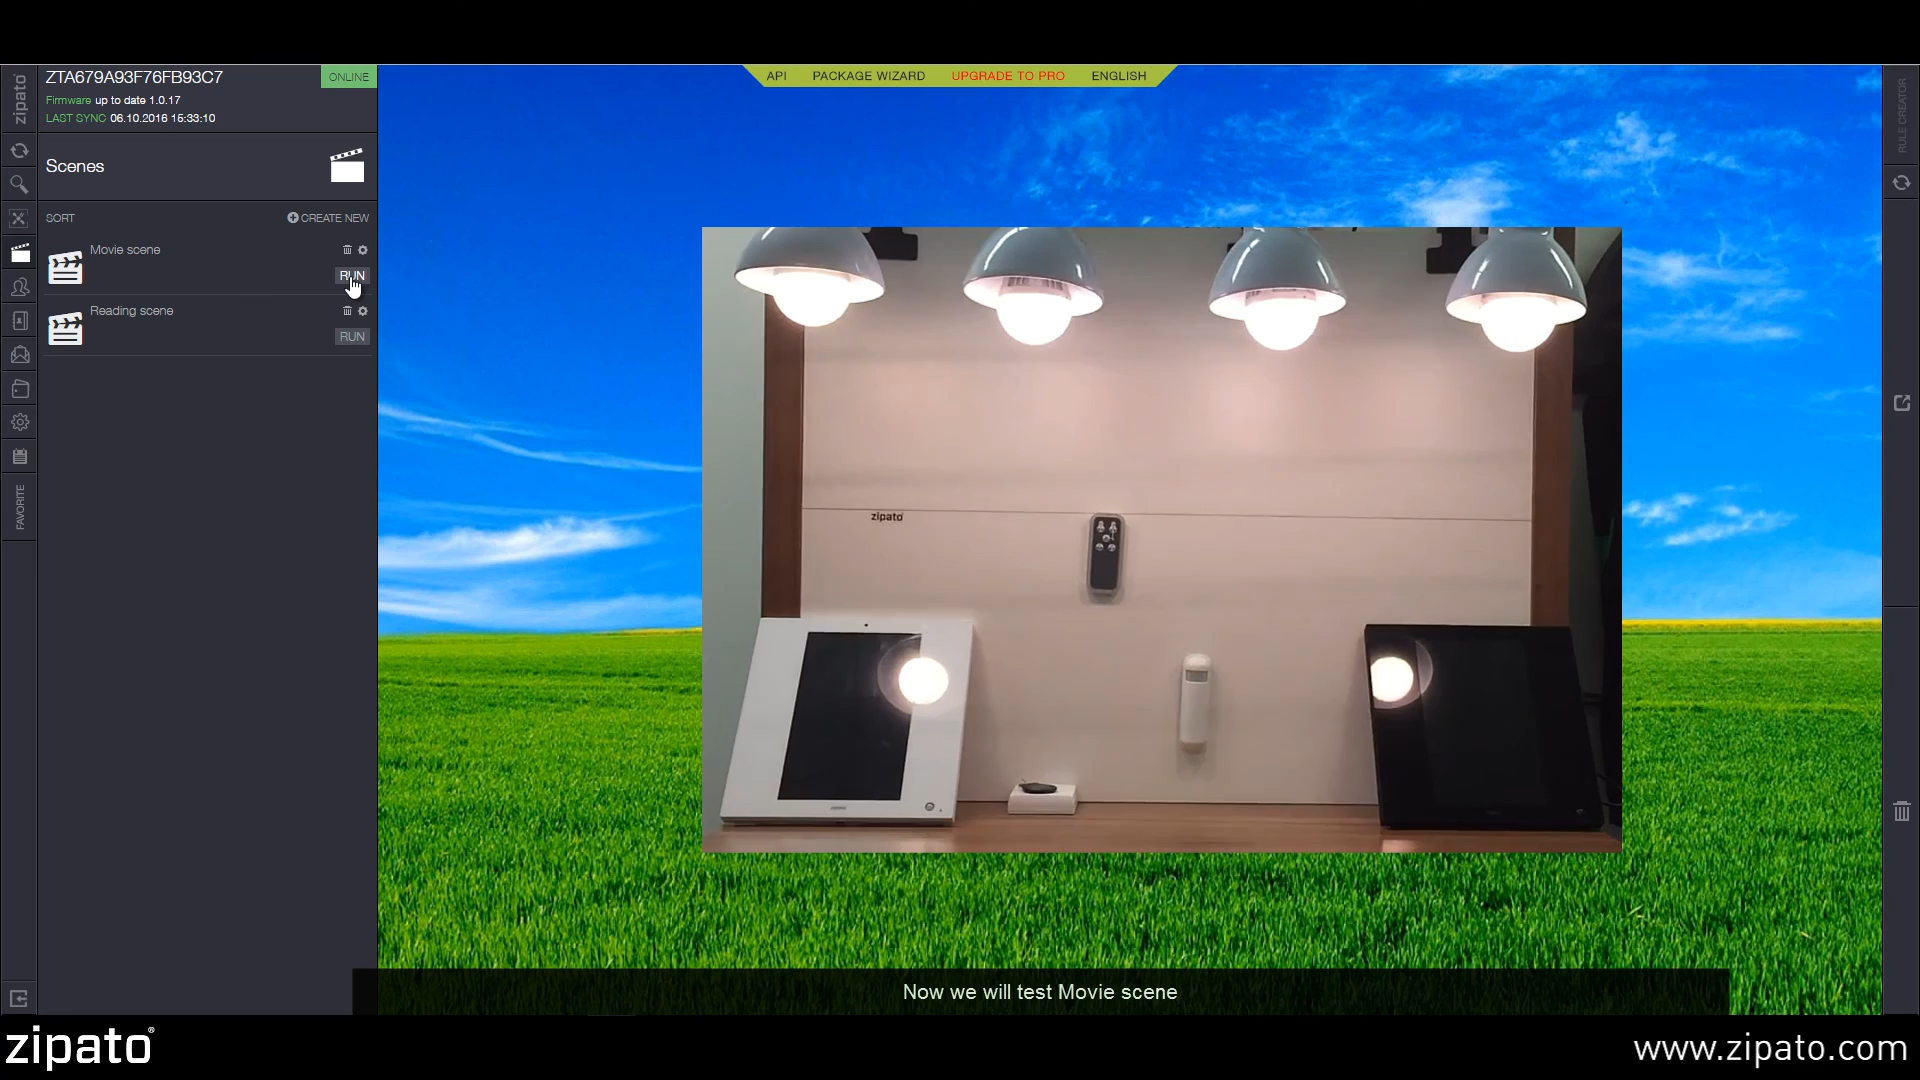 zipato
ZTA679A93F76FB93C7
ONLINE
Firmware up to date 1.0.17
LAST SYNC 06.10.2016 15:33:10
API
PACKAGE WIZARD
UPGRADE TO PRO
ENGLISH
RULE CREATOR
Scenes
SORT
CREATE NEW
Movie scene
RUN
Reading scene
RUN
FAVORITE
zipato
Now we will test Movie scene
zipato®
www.zipato.com